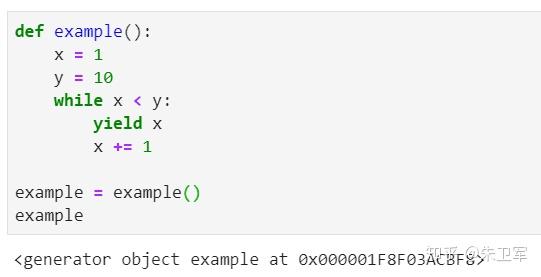 def example():
    x = 1
    y = 10
    while x < y:
        yield x
        x += 1
example = example()
example
<generator object example at 0x000001F8F03ACBF8>
知乎 @朱卫军